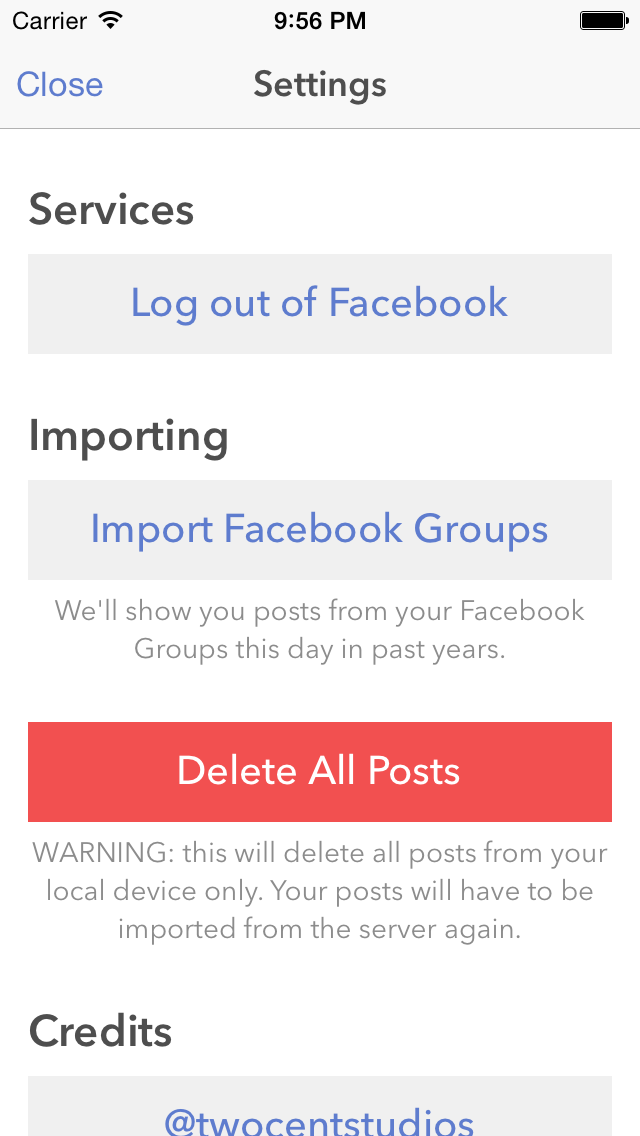 Carrier 9:56 PM
Close Settings
Services
Log out of Facebook
Importing
Import Facebook Groups
We'll show you posts from your Facebook
Groups this day in past years.
Delete All Posts
WARNING: this will delete all posts from your
local device only. Your posts will have to be
imported from the server again.
Credits
@twocentstudios